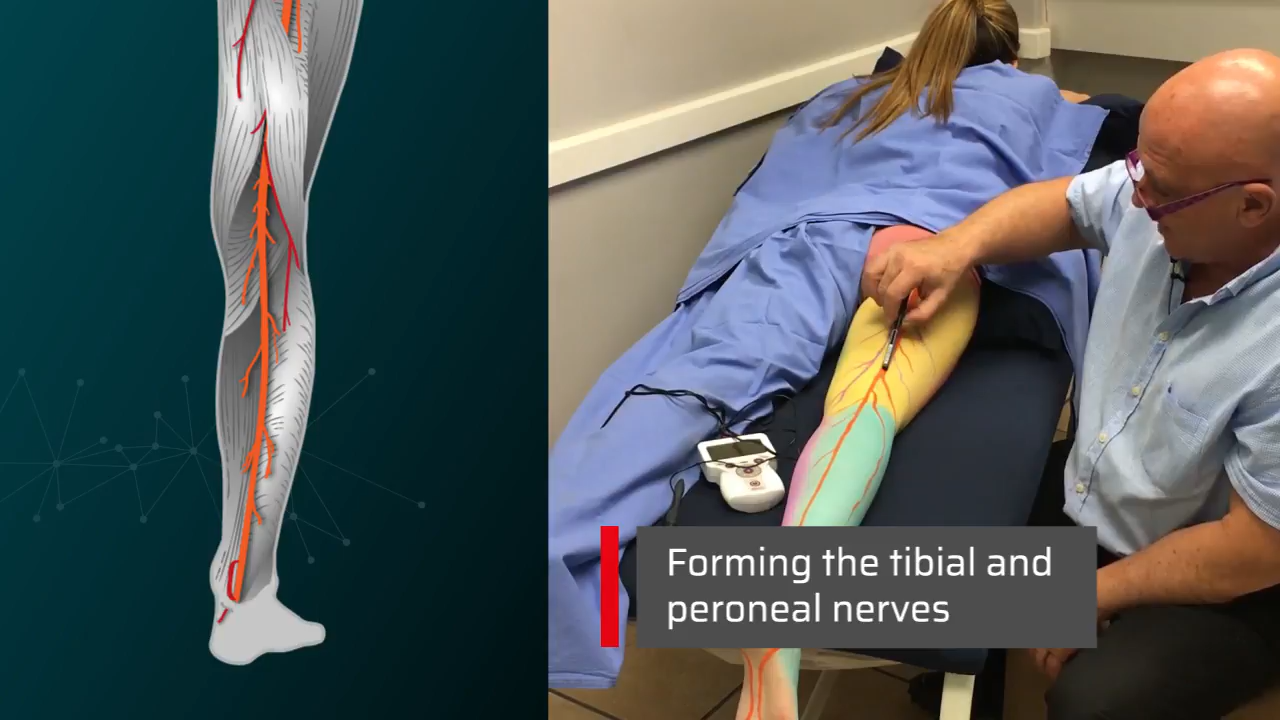 Forming the tibial and
peroneal nerves